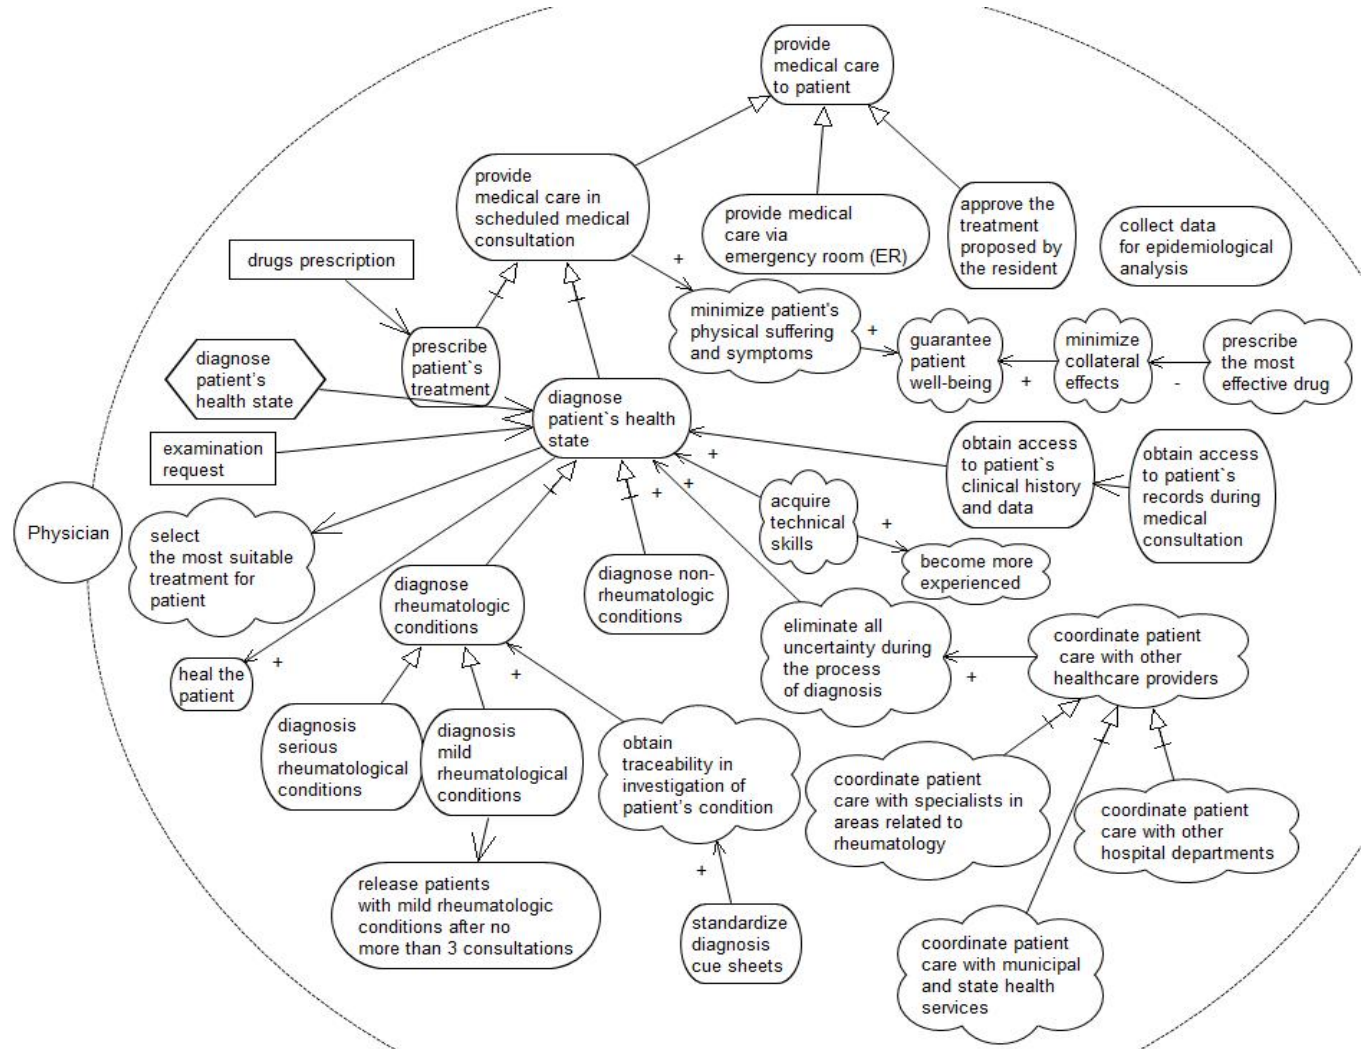 provide
medical care
to patient
provide
medical care in
scheduled medical
consultation
provide medical
care via
emergency room (ER)
approve the
treatment
proposed by
the resident
collect data
for epidemiological
analysis
drugs prescription
+
minimize patient's
physical suffering
and symptoms
+
guarantee
patient
well-being
+
minimize
collateral
effects
-
prescribe
the most
effective drug
diagnose
patient's
health state
prescribe
patient`s
treatment
diagnose
patient`s health
state
examination
request
obtain access
to patient`s
clinical history
and data
obtain access
to patient`s
records during
medical
consultation
Physician
select
the most suitable
treatment for
patient
+
+
+
acquire
technical
skills
+
become more
experienced
diagnose
rheumatologic
conditions
diagnose non-
rheumatologic
conditions
eliminate all
uncertainty during
the process
of diagnosis
+
coordinate patient
care with other
healthcare providers
heal the
patient
+
+
diagnosis
serious
rheumatological
conditions
diagnosis
mild
rheumatological
conditions
obtain
traceability in
investigation of
patient's condition
coordinate patient
care with specialists in
areas related to
rheumatology
coordinate patient
care with other
hospital departments
release patients
with mild rheumatologic
conditions after no
more than 3 consultations
+
standardize
diagnosis
cue sheets
coordinate patient
care with municipal
and state health
services